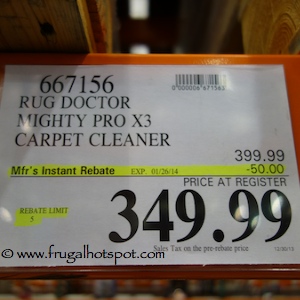 667156
0000006671563
RUG DOCTOR
MIGHTY PRO X3
CARPET CLEANER
399.99
Mfr's Instant Rebate EXP. 01/26/14 -50.00
PRICE AT REGISTER
REBATE LIMIT
5
349.99
© www.frugalhotspot.com
Sales Tax on the pre-rebate price